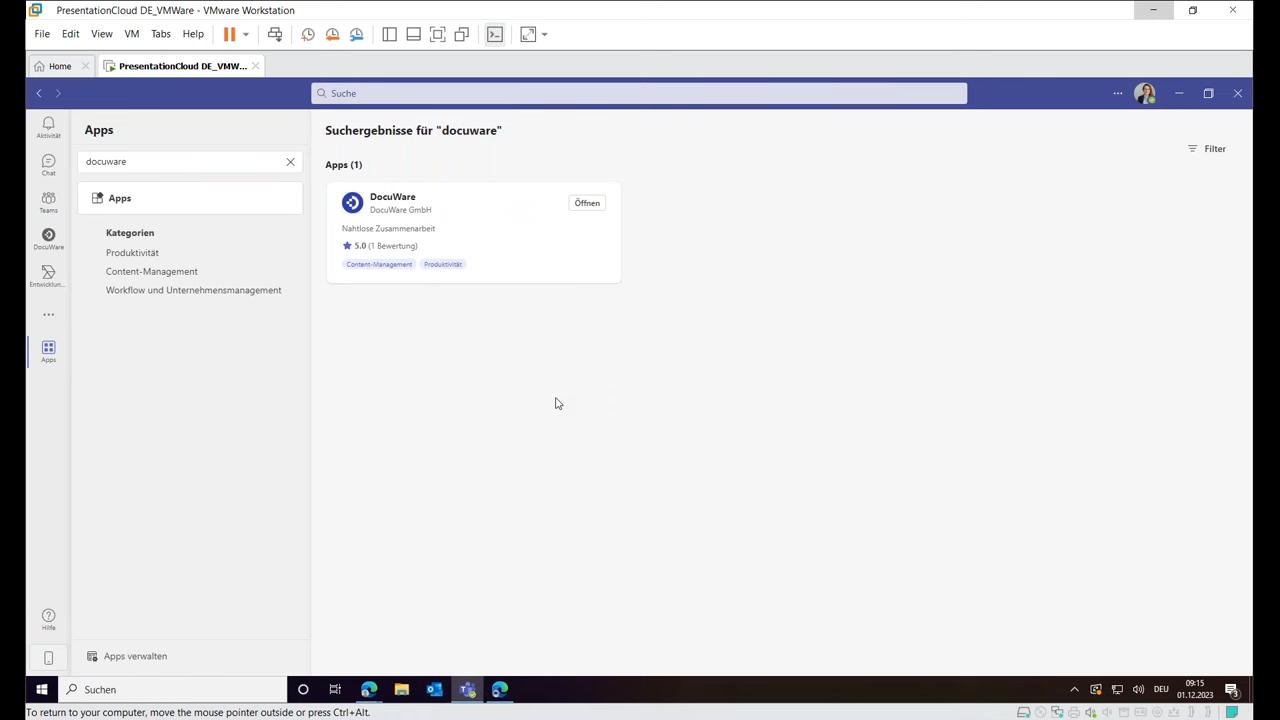 PresentationCloud DE_VMWare - VMware Workstation
File Edit View VM Tabs Help
Home PresentationCloud DE_VMW...
Suche
Aktivität
Chat
Teams
DocuWare
Entwicklun...
Apps
Hilfe
Apps
docuware
Apps
Kategorien
Produktivität
Content-Management
Workflow und Unternehmensmanagement
Apps verwalten
Suchergebnisse für "docuware"
Filter
Apps (1)
DocuWare
DocuWare GmbH
Öffnen
Nahtlose Zusammenarbeit
5.0 (1 Bewertung)
Content-Management Produktivität
Suchen
DEU
09:15
01.12.2023
3
To return to your computer, move the mouse pointer outside or press Ctrl+Alt.